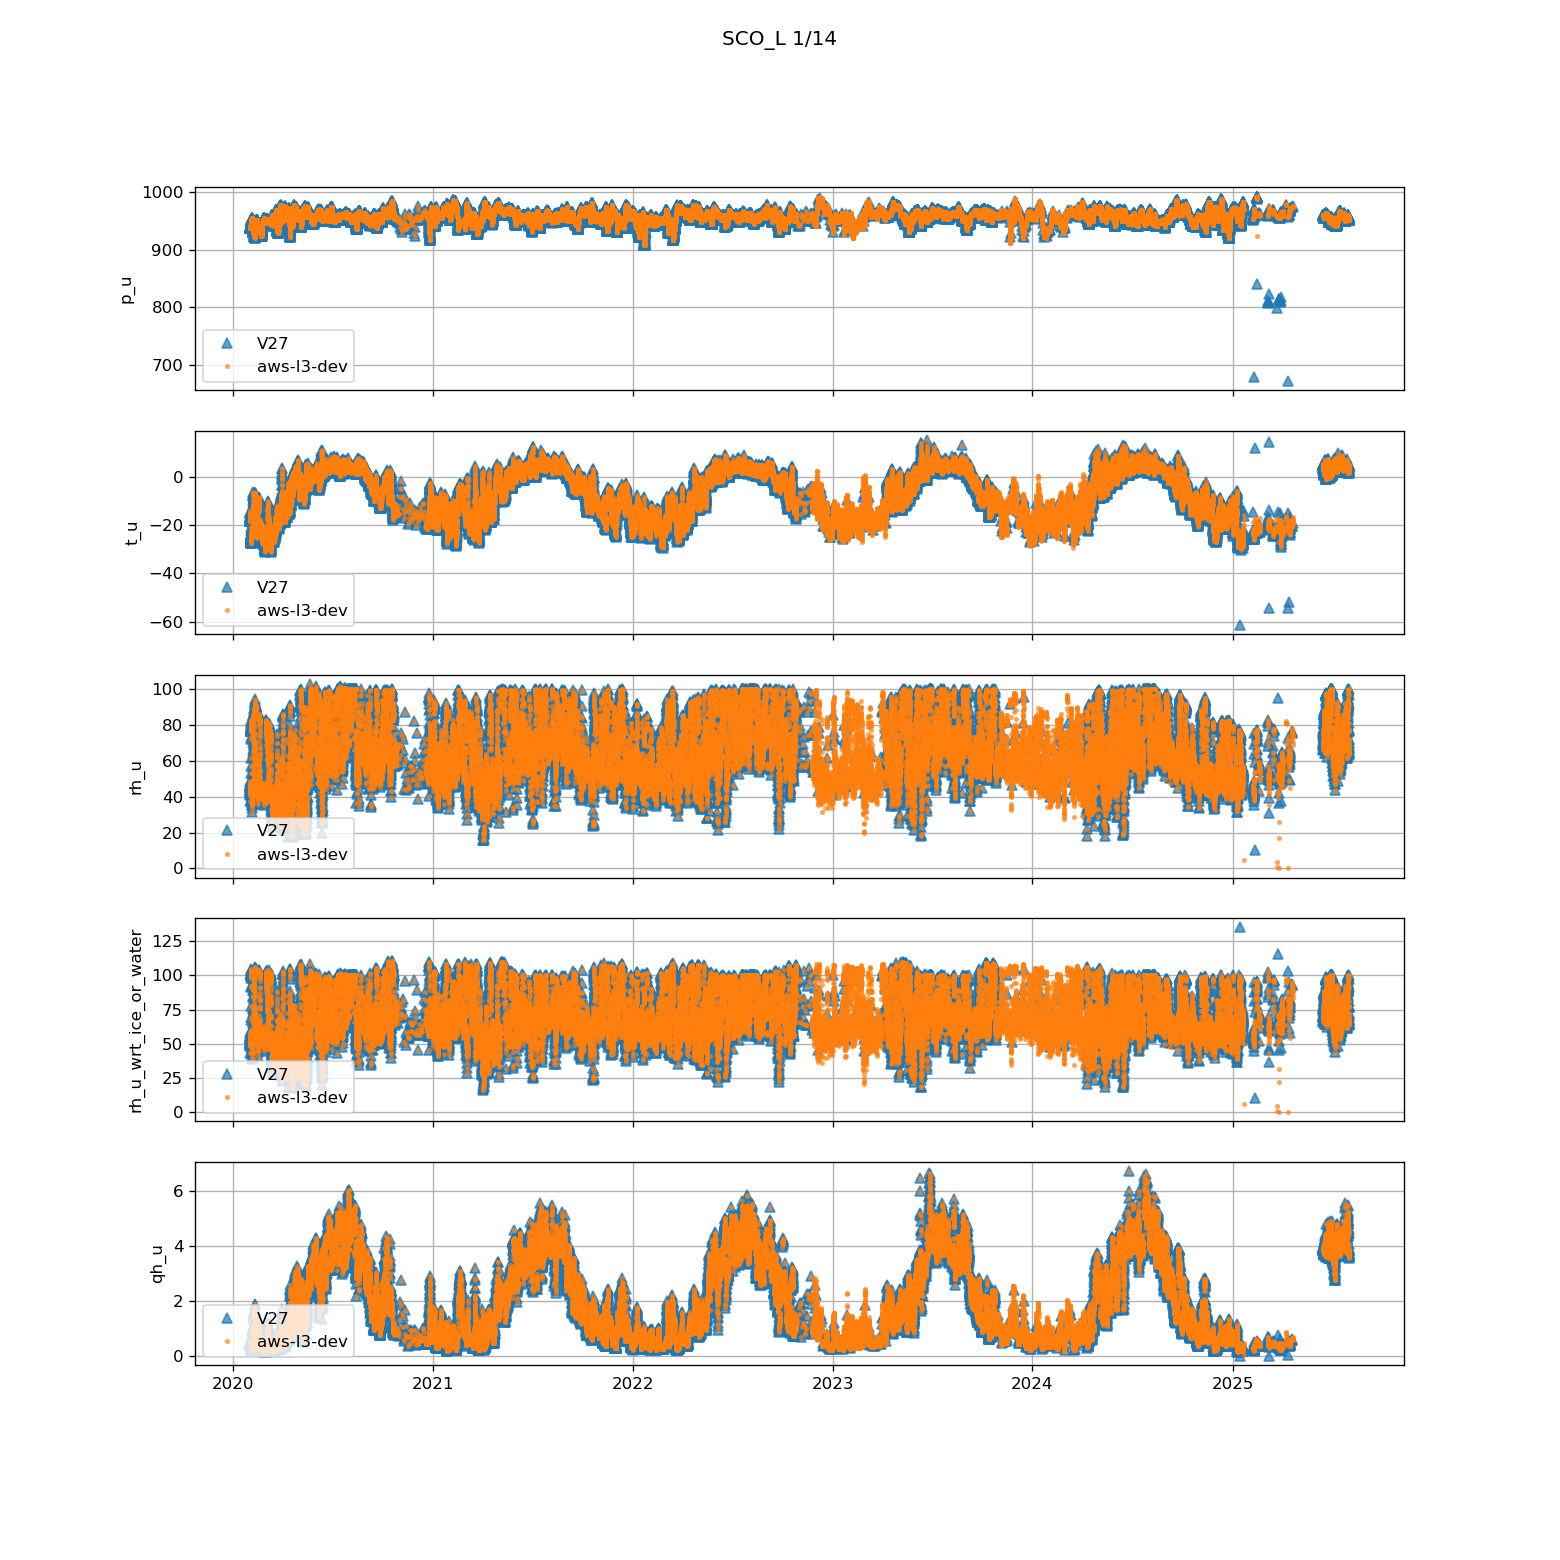 SCO_L 1/14
1000
900
800
700
p_u
V27
aws-l3-dev
0
−20
−40
−60
t_u
V27
aws-l3-dev
100
80
60
40
20
0
rh_u
V27
aws-l3-dev
125
100
75
50
25
0
rh_u_wrt_ice_or_water
V27
aws-l3-dev
6
4
2
0
qh_u
V27
aws-l3-dev
2020
2021
2022
2023
2024
2025